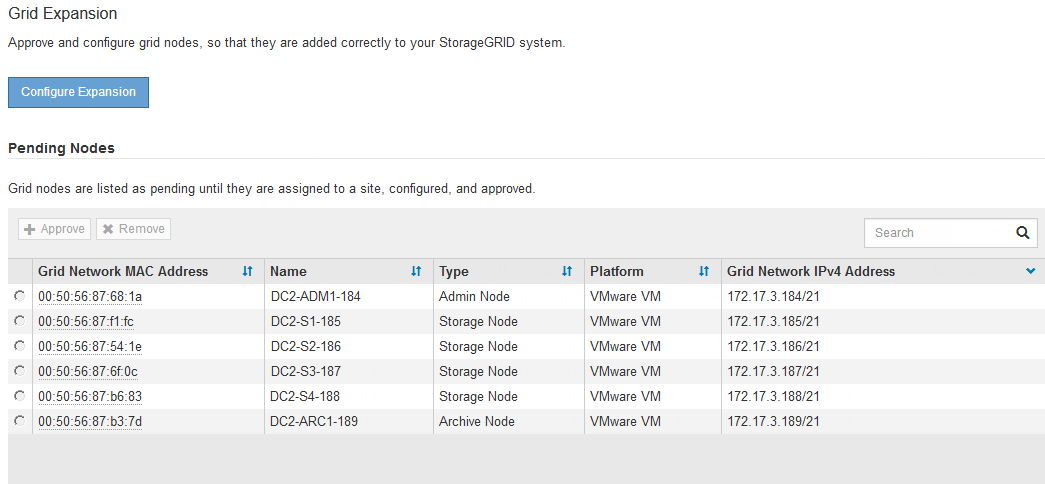 Grid Expansion
Approve and configure grid nodes, so that they are added correctly to your StorageGRID system.
Configure Expansion
Pending Nodes
Grid nodes are listed as pending until they are assigned to a site, configured, and approved.
Approve Remove Search
Grid Network MAC Address Name Type Platform Grid Network IPv4 Address
00:50:56:87:68:1a DC2-ADM1-184 Admin Node VMware VM 172.17.3.184/21
00:50:56:87:f1:fc DC2-S1-185 Storage Node VMware VM 172.17.3.185/21
00:50:56:87:54:1e DC2-S2-186 Storage Node VMware VM 172.17.3.186/21
00:50:56:87:6f:0c DC2-S3-187 Storage Node VMware VM 172.17.3.187/21
00:50:56:87:b6:83 DC2-S4-188 Storage Node VMware VM 172.17.3.188/21
00:50:56:87:b3:7d DC2-ARC1-189 Archive Node VMware VM 172.17.3.189/21